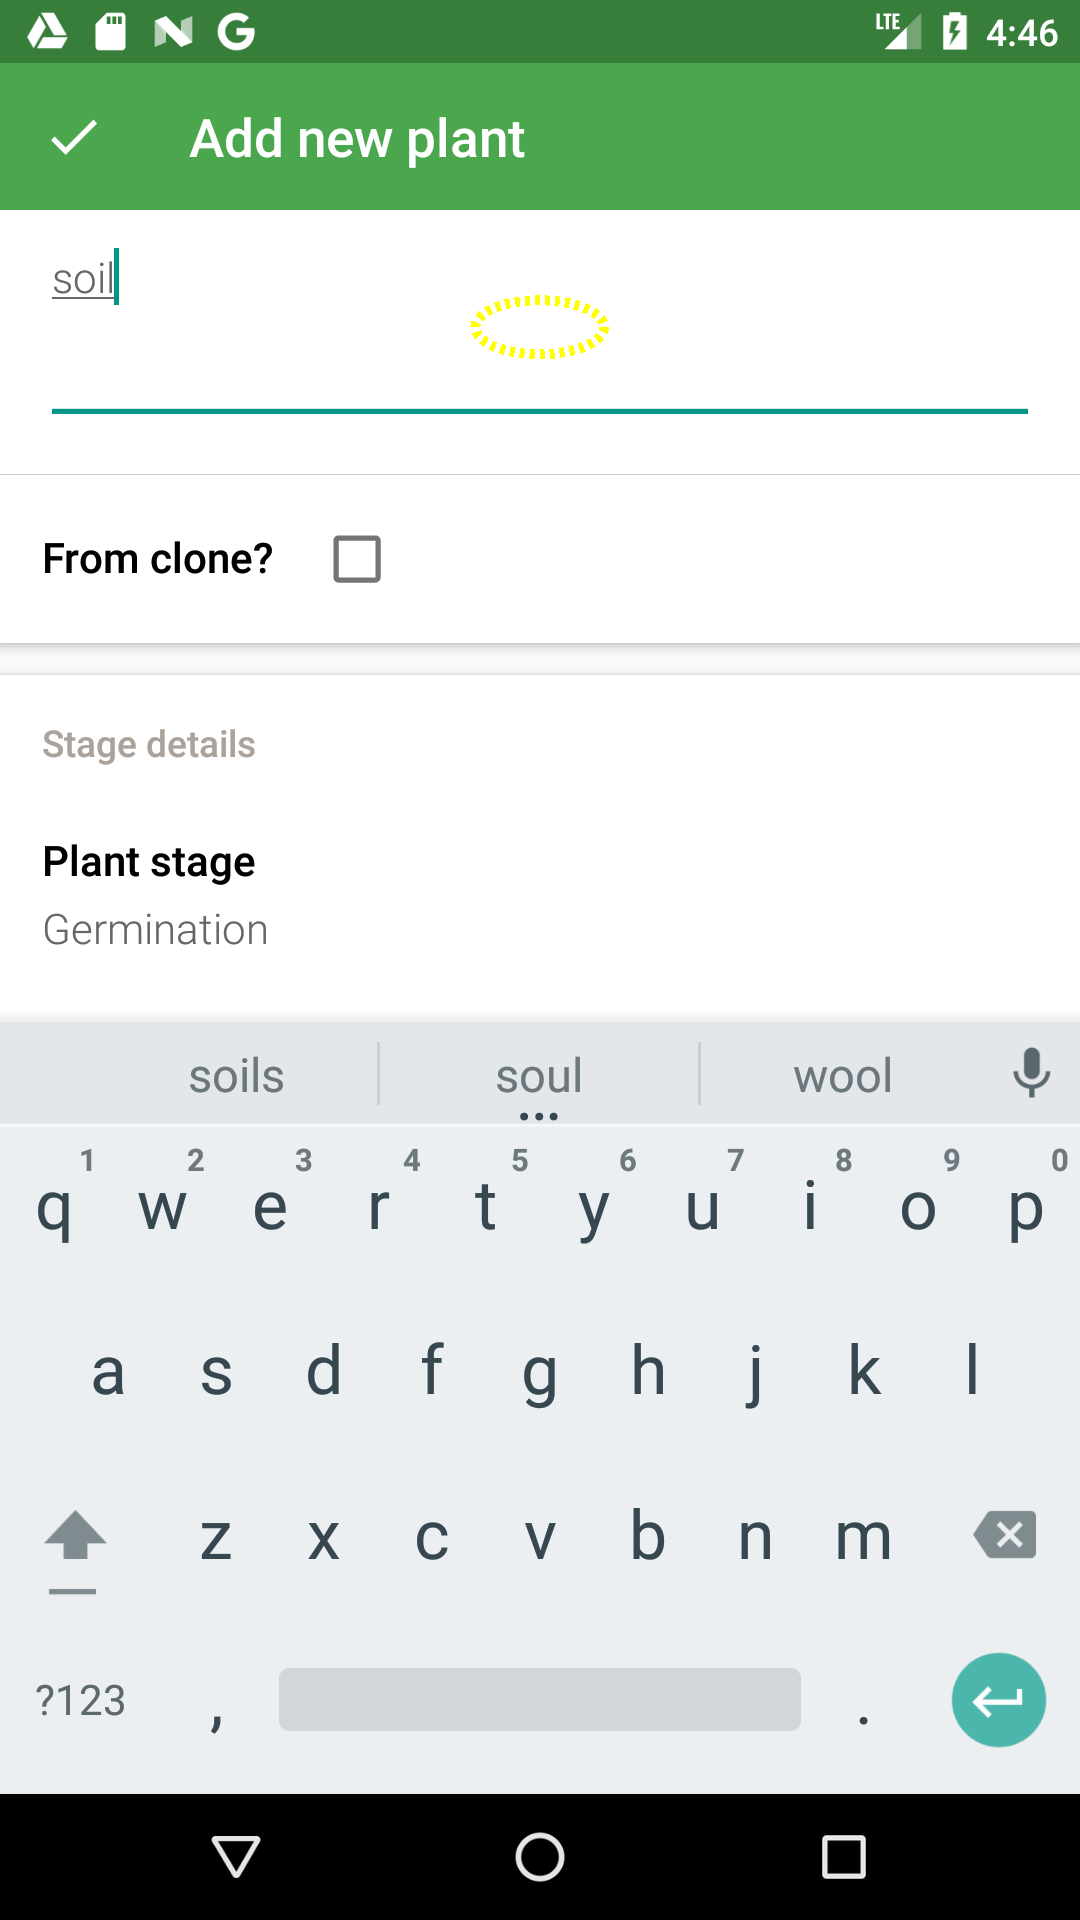 LTE 4:46
Add new plant
soil
From clone?
Stage details
Plant stage
Germination
soils soul wool
1 2 3 4 5 6 7 8 9 0
q w e r t y u i o p
a s d f g h j k l
z x c v b n m
?123 , .